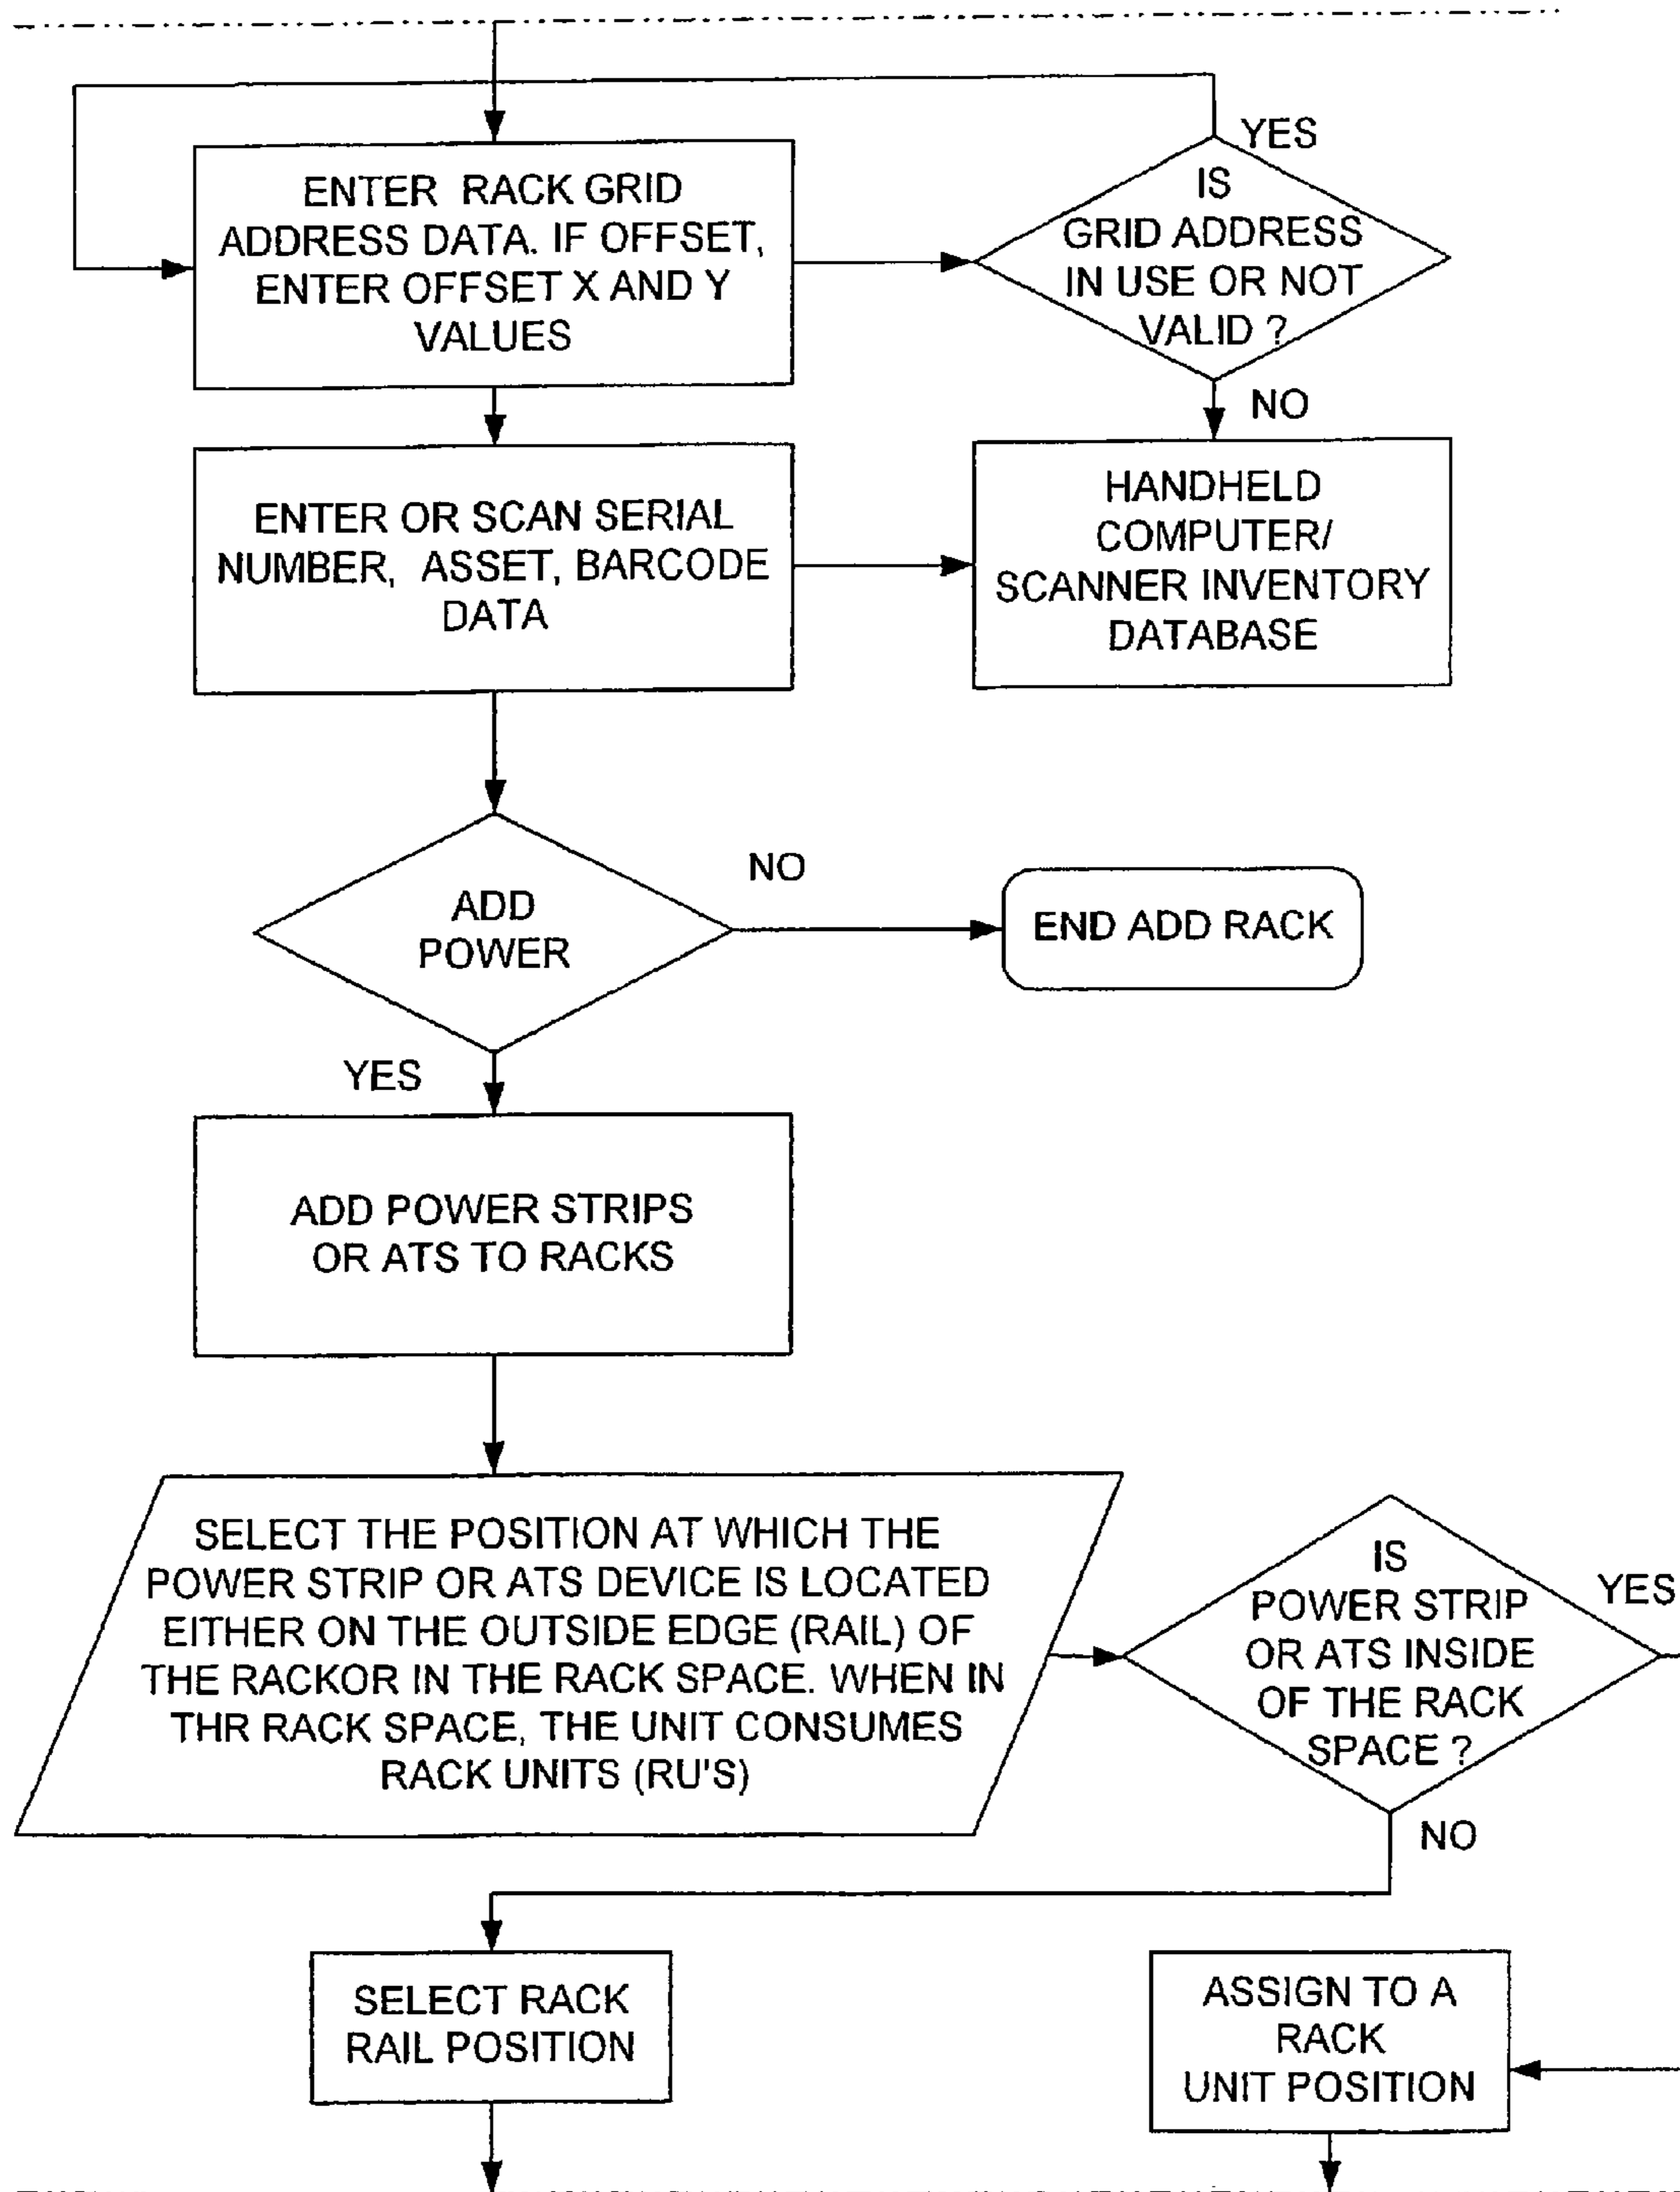 YES
ENTER RACK GRID
ADDRESS DATA. IF OFFSET,
ENTER OFFSET X AND Y
VALUES
IS
GRID ADDRESS
IN USE OR NOT
VALID ?
NO
ENTER OR SCAN SERIAL
NUMBER, ASSET, BARCODE
DATA
HANDHELD
COMPUTER/
SCANNER INVENTORY
DATABASE
ADD
POWER
NO
END ADD RACK
YES
ADD POWER STRIPS
OR ATS TO RACKS
SELECT THE POSITION AT WHICH THE
POWER STRIP OR ATS DEVICE IS LOCATED
EITHER ON THE OUTSIDE EDGE (RAIL) OF
THE RACKOR IN THE RACK SPACE. WHEN IN
THR RACK SPACE, THE UNIT CONSUMES
RACK UNITS (RU'S)
IS
POWER STRIP
OR ATS INSIDE
OF THE RACK
SPACE ?
YES
NO
SELECT RACK
RAIL POSITION
ASSIGN TO A
RACK
UNIT POSITION